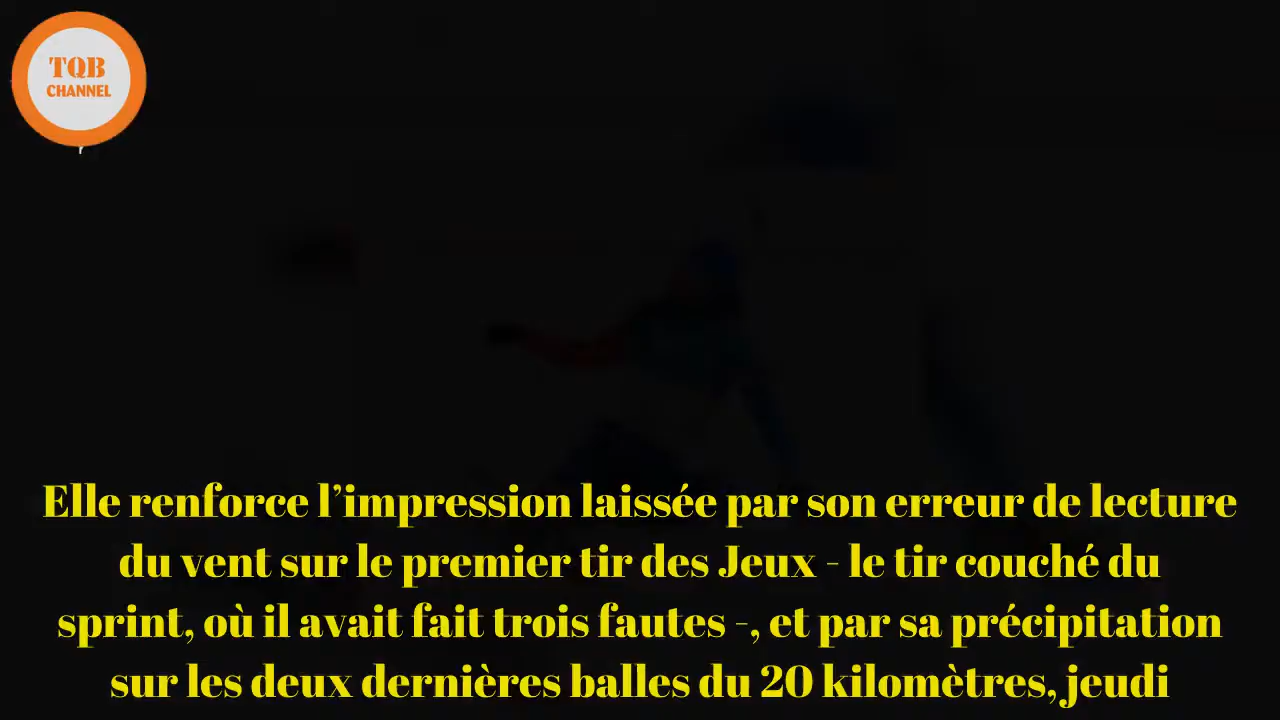 TQB
CHANNEL
Elle renforce l’impression laissée par son erreur de lecture
du vent sur le premier tir des Jeux - le tir couché du
sprint, où il avait fait trois fautes -, et par sa précipitation
sur les deux dernières balles du 20 kilomètres, jeudi